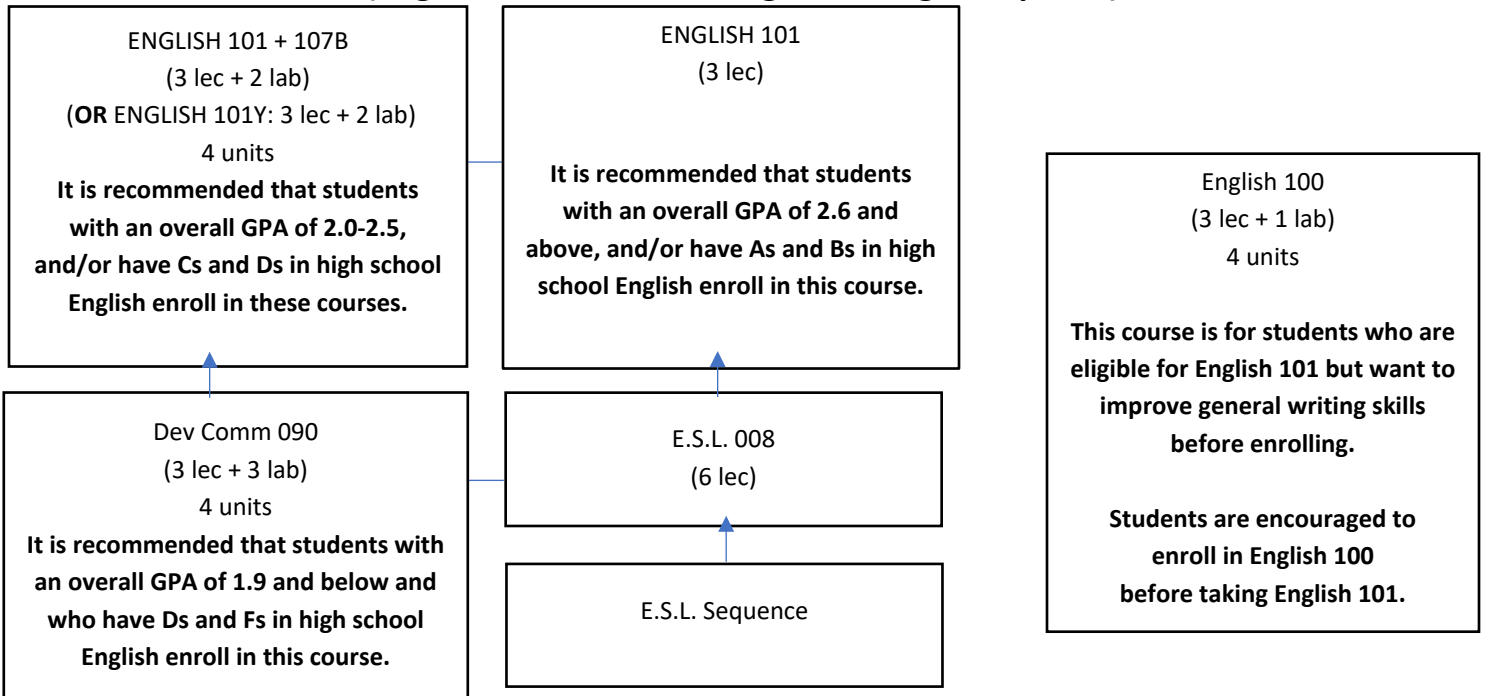 ENGLISH 101 + 107B
(3 lec + 2 lab)
(OR ENGLISH 101Y: 3 lec + 2 lab)
4 units
It is recommended that students
with an overall GPA of 2.0-2.5,
and/or have Cs and Ds in high school
English enroll in these courses.
ENGLISH 101
(3 lec)
It is recommended that students
with an overall GPA of 2.6 and
above, and/or have As and Bs in high
school English enroll in this course.
Dev Comm 090
(3 lec + 3 lab)
4 units
It is recommended that students with
an overall GPA of 1.9 and below and
who have Ds and Fs in high school
English enroll in this course.
E.S.L. 008
(6 lec)
E.S.L. Sequence
English 100
(3 lec + 1 lab)
4 units
This course is for students who are
eligible for English 101 but want to
improve general writing skills
before enrolling.
Students are encouraged to
enroll in English 100
before taking English 101.